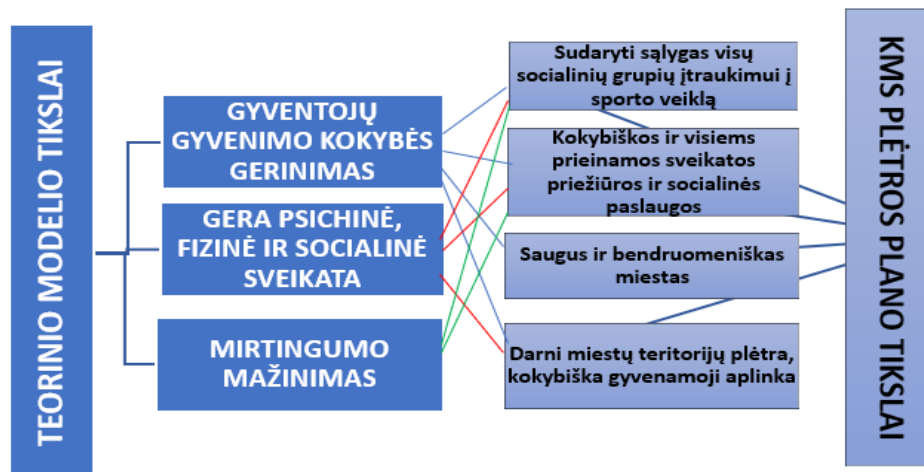 TEORINIO MODELIO TIKSLAI
GYVENTOJŲ
GYVENIMO KOKYBĖS
GERINIMAS
GERA PSICHINĖ,
FIZINĖ IR SOCIALINĖ
SVEIKATA
MIRTINGUMO
MAŽINIMAS
Sudaryti sąlygas visų
socialinių grupių įtraukimui į
sporto veiklą
Kokybiškos ir visiems
prieinamos sveikatos
priežiūros ir socialinės
paslaugos
Saugus ir bendruomeniškas
miestas
Darni miestų teritorijų plėtra,
kokybiška gyvenamoji aplinka
KMS PLĖTROS PLANO TIKSLAI